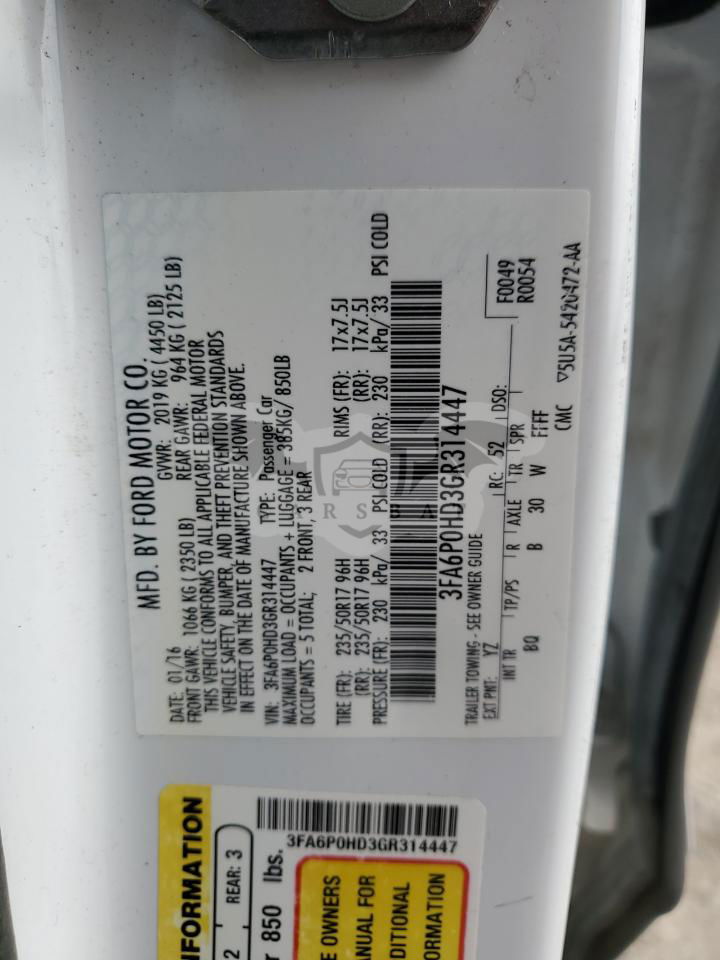 MFD. BY FORD MOTOR CO.
DATE: 01/16 GVWR: 2019 KG ( 4450 LB)
FRONT GAWR: 1066 KG ( 2350 LB) REAR GAWR: 964 KG ( 2125 LB)
THIS VEHICLE CONFORMS TO ALL APPLICABLE FEDERAL MOTOR
VEHICLE SAFETY, BUMPER, AND THEFT PREVENTION STANDARDS
IN EFFECT ON THE DATE OF MANUFACTURE SHOWN ABOVE.
VIN: 3FA6P0HD3GR314447 TYPE: Passenger Car
MAXIMUM LOAD = OCCUPANTS + LUGGAGE = 385KG/ 850LB
OCCUPANTS = 5 TOTAL; 2 FRONT, 3 REAR
TIRE (FR): 235/50R17 96H RIMS (FR): 17x7.5J
(RR): 235/50R17 96H (RR): 17x7.5J
PRESSURE (FR): 230 kPa/ 33 PSI COLD (RR): 230 kPa/ 33 PSI COLD
3FA6P0HD3GR314447
TRAILER TOWING - SEE OWNER GUIDE
EXT PNT: YZ RC: 52 DSO: F0049
R0054
INT TR TP/PS R AXLE TR SPR
BQ B 30 W FFFF
CMC ▽5U5A-5420472-AA
RSBA
NFORMATION
2 REAR: 3
r 850 lbs.
3FA6P0HD3GR314447
E OWNERS
ANUAL FOR
DDITIONAL
FORMATION